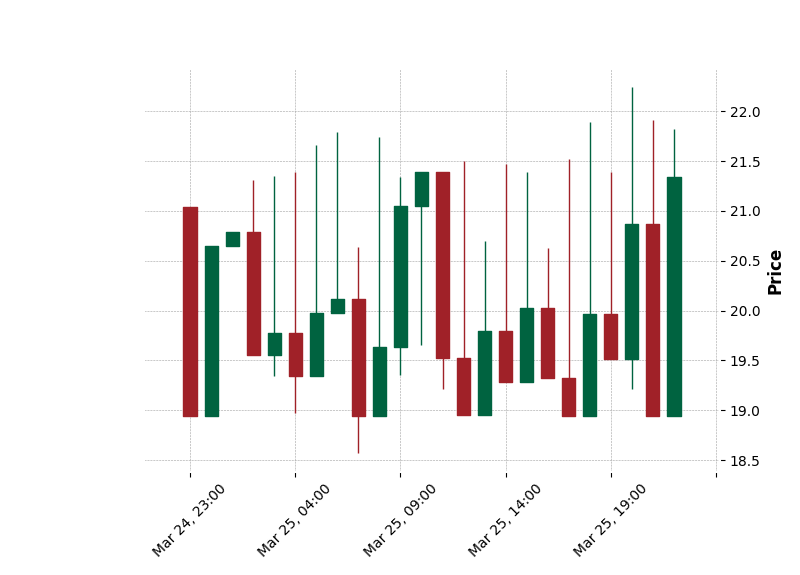 22.0
21.5
21.0
20.5
20.0
19.5
19.0
18.5
Price
Mar 24, 23:00
Mar 25, 04:00
Mar 25, 09:00
Mar 25, 14:00
Mar 25, 19:00